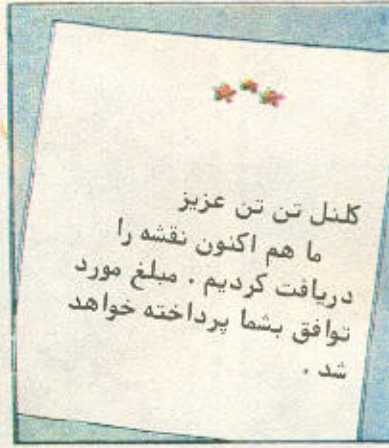 کلنل تن تن عزیز
ما هم اکنون نقشه را
دریافت کردیم . مبلغ مورد
توافق بشما پرداخته خواهد
شد .